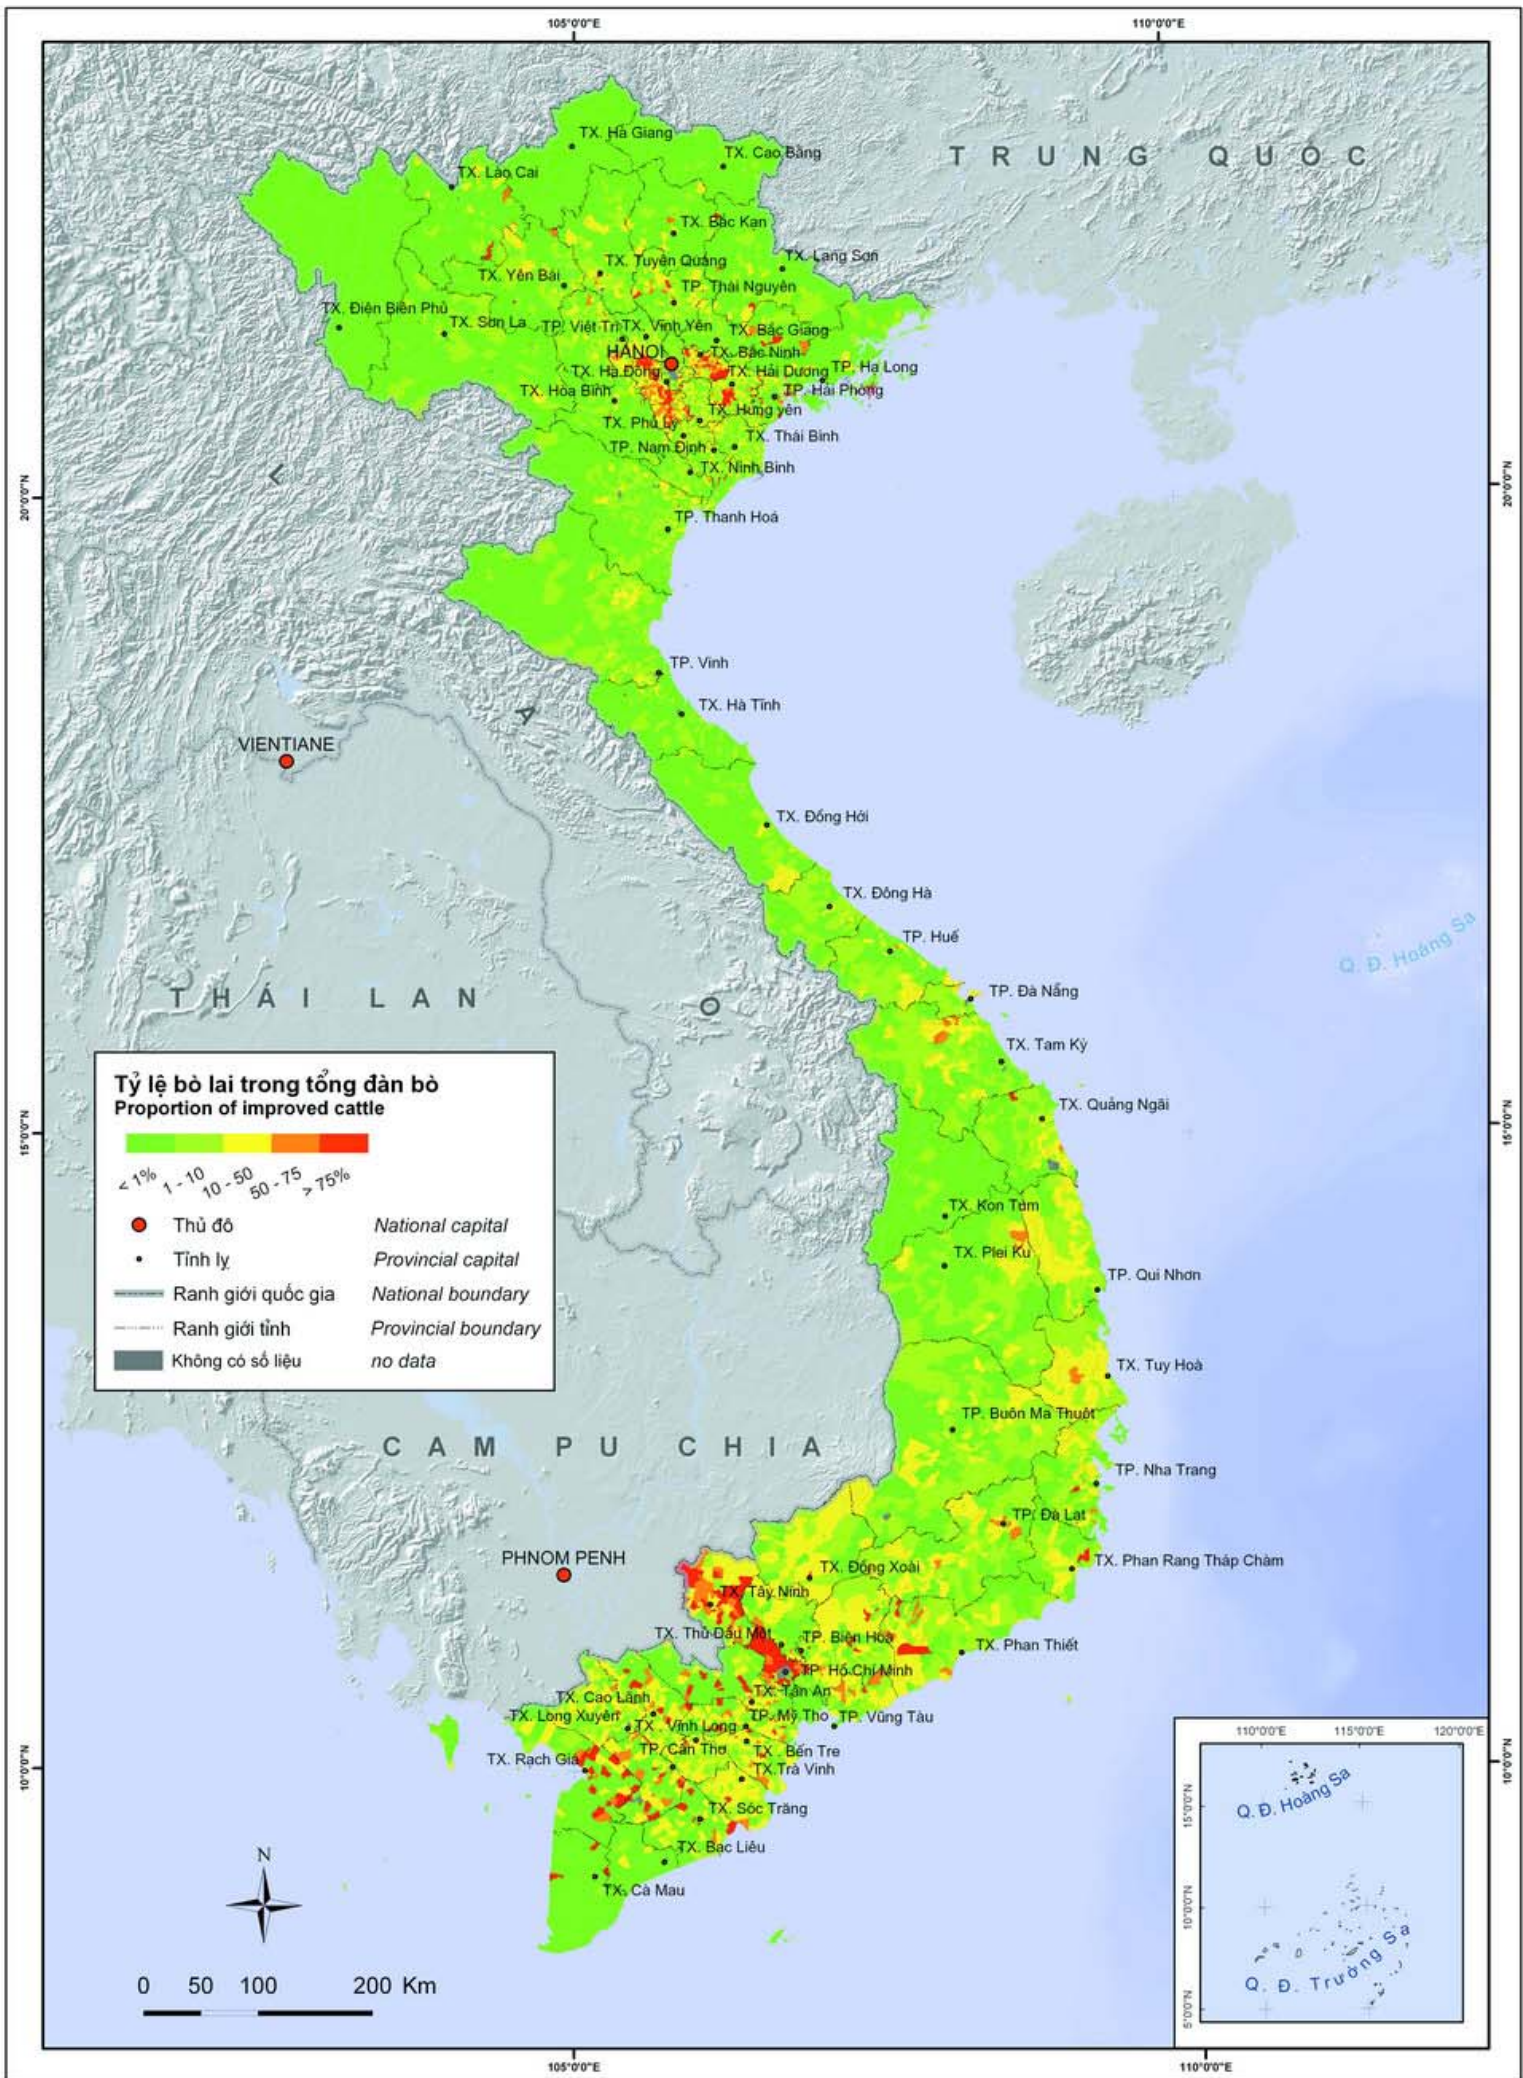 105°0'0"E
110°0'0"E
TRUNG QUỐC
TX. Hà Giang
TX. Cao Bằng
TX. Lào Cai
TX. Bắc Kạn
TX. Lạng Sơn
TX. Tuyên Quang
TX. Yên Bái
TP. Thái Nguyên
TX. Điện Biên Phủ
TX. Sơn La
TP. Việt Trì
TX. Vĩnh Yên
TX. Bắc Giang
HANOI
TX. Bắc Ninh
TX. Hà Đông
TX. Hải Dương
TP. Hạ Long
TX. Hòa Bình
TP. Hải Phòng
TX. Hưng yên
TX. Phủ Lý
TX. Thái Bình
TP. Nam Định
TX. Ninh Bình
L
20°0'0"N
20°0'0"N
TP. Thanh Hoá
TP. Vinh
TX. Hà Tĩnh
A
VIENTIANE
TX. Đồng Hới
TX. Đông Hà
TP. Huế
Q. Đ. Hoàng Sa
THÁI LAN
O
TP. Đà Nẵng
TX. Tam Kỳ
TX. Quảng Ngãi
15°0'0"N
15°0'0"N
Tỷ lệ bò lai trong tổng đàn bò
Proportion of improved cattle
< 1%
1 - 10
10 - 50
50 - 75
> 75%
Thủ đô National capital
Tỉnh lỵ Provincial capital
Ranh giới quốc gia National boundary
Ranh giới tỉnh Provincial boundary
Không có số liệu no data
TX. Kon Tum
TX. Plei Ku
TP. Qui Nhơn
TX. Tuy Hoà
TP. Buôn Ma Thuột
CAM PU CHIA
TP. Nha Trang
TP. Đà Lạt
PHNOM PENH
TX. Phan Rang Tháp Chàm
TX. Đồng Xoài
TX. Tây Ninh
TX. Thủ Dầu Một
TP. Biên Hòa
TX. Phan Thiết
TP. Hồ Chí Minh
TX. Tân An
TX. Cao Lãnh
TX. Long Xuyên
TX . Vĩnh Long
TP. Mỹ Tho
TP. Vũng Tàu
TX. Rạch Giá
TP. Cần Thơ
TX . Bến Tre
TX.Trà Vinh
TX. Sóc Trăng
TX. Bạc Liêu
TX. Cà Mau
10°0'0"N
10°0'0"N
N
0 50 100 200 Km
110°0'0"E
115°0'0"E
120°0'0"E
15°0'0"N
10°0'0"N
5°0'0"N
Q. Đ. Hoàng Sa
Q. Đ. Trường Sa
105°0'0"E
110°0'0"E